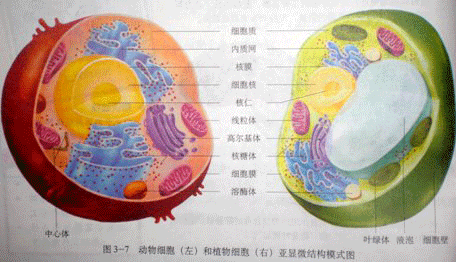 细胞质
内质网
核膜
细胞核
核仁
线粒体
高尔基体
核糖体
细胞膜
溶酶体
中心体
叶绿体 液泡 细胞壁
图3-7 动物细胞(左)和植物细胞(右)亚显微结构模式图